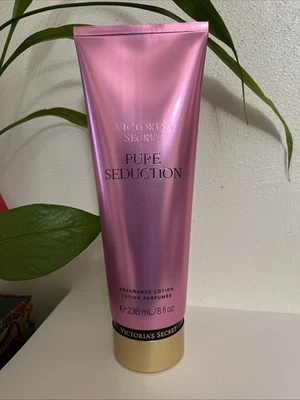 VICTORIA'S
SECRET
PURE
SEDUCTION
FRAGRANCE LOTION
LOTION PARFUMÉE
℮ 236 mL/8 fl oz
VICTORIA'S SECRET